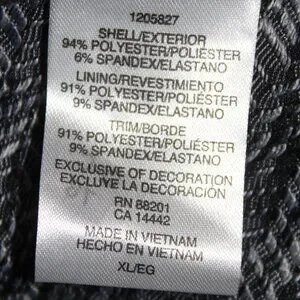 1205827
SHELL/EXTERIOR
94% POLYESTER/POLIÉSTER
6% SPANDEX/ELASTANO
LINING/REVESTIMIENTO
91% POLYESTER/POLIÉSTER
9% SPANDEX/ELASTANO
TRIM/BORDE
91% POLYESTER/POLIÉSTER
9% SPANDEX/ELASTANO
EXCLUSIVE OF DECORATION
EXCLUYE LA DECORACIÓN
RN 88201
CA 14442
MADE IN VIETNAM
HECHO EN VIETNAM
XL/EG